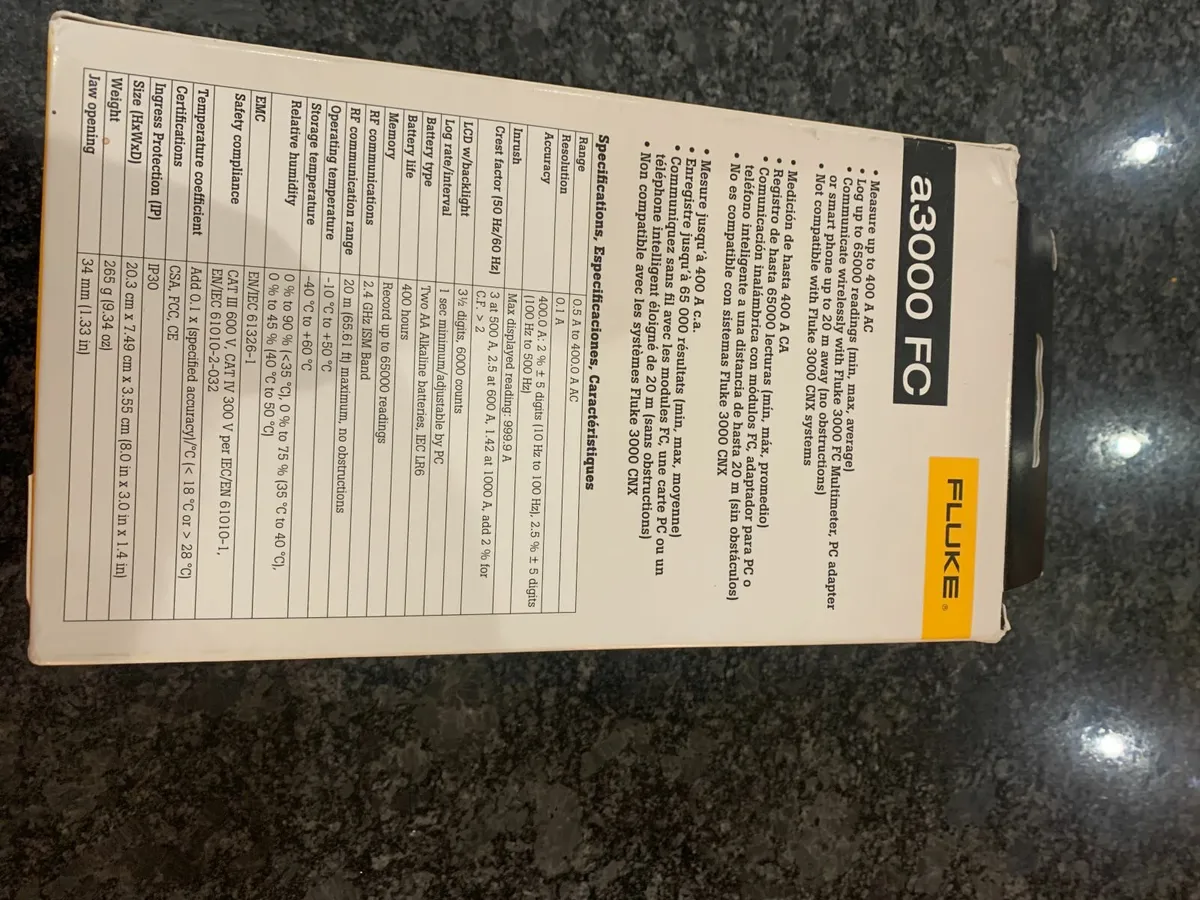 a3000 FC
FLUKE®
• Measure up to 400 A AC
• Log up to 65000 readings (min, max, average)
• Communicate wirelessly with Fluke 3000 FC Multimeter, PC adapter
or smart phone up to 20 m away (no obstructions)
• Not compatible with Fluke 3000 CNX systems
• Medición de hasta 400 A CA
• Registro de hasta 65000 lecturas (mín, máx, promedio)
• Comunicación inalámbrica con módulos FC, adaptador para PC o
teléfono inteligente a una distancia de hasta 20 m (sin obstáculos)
• No es compatible con sistemas Fluke 3000 CNX
• Mesure jusqu'à 400 A c.a.
• Enregistre jusqu'à 65 000 résultats (min, max, moyenne)
• Communiquez sans fil avec les modules FC, une carte PC ou un
téléphone intelligent éloigné de 20 m (sans obstructions)
• Non compatible avec les systèmes Fluke 3000 CNX
Specifications, Especificaciones, Caractéristiques
Range 0.5 A to 400.0 A AC
Resolution 0.1 A
Accuracy 400.0 A: 2 % ± 5 digits (10 Hz to 100 Hz), 2.5 % ± 5 digits
(100 Hz to 500 Hz)
Inrush Max displayed reading: 999.9 A
Crest factor (50 Hz/60 Hz) 3 at 500 A, 2.5 at 600 A, 1.42 at 1000 A, add 2 % for
C.F. > 2
LCD w/backlight 3½ digits, 6000 counts
Log rate/interval 1 sec minimum/adjustable by PC
Battery type Two AA Alkaline batteries, IEC LR6
Battery life 400 hours
Memory Record up to 65000 readings
RF communications 2.4 GHz ISM Band
RF communication range 20 m (65.61 ft) maximum, no obstructions
Operating temperature -10 °C to +50 °C
Storage temperature -40 °C to +60 °C
Relative humidity 0 % to 90 % (<35 °C), 0 % to 75 % (35 °C to 40 °C),
0 % to 45 % (40 °C to 50 °C)
EMC EN/IEC 61326-1
Safety compliance CAT III 600 V, CAT IV 300 V per IEC/EN 61010-1,
EN/IEC 61010-2-032
Temperature coefficient Add 0.1 x (specified accuracy)/°C (< 18 °C or > 28 °C)
Certifications CSA, FCC, CE
Ingress Protection (IP) IP30
Size (HxWxD) 20.3 cm x 7.49 cm x 3.55 cm (8.0 in x 3.0 in x 1.4 in)
Weight 265 g (9.34 oz)
Jaw opening 34 mm (1.33 in)